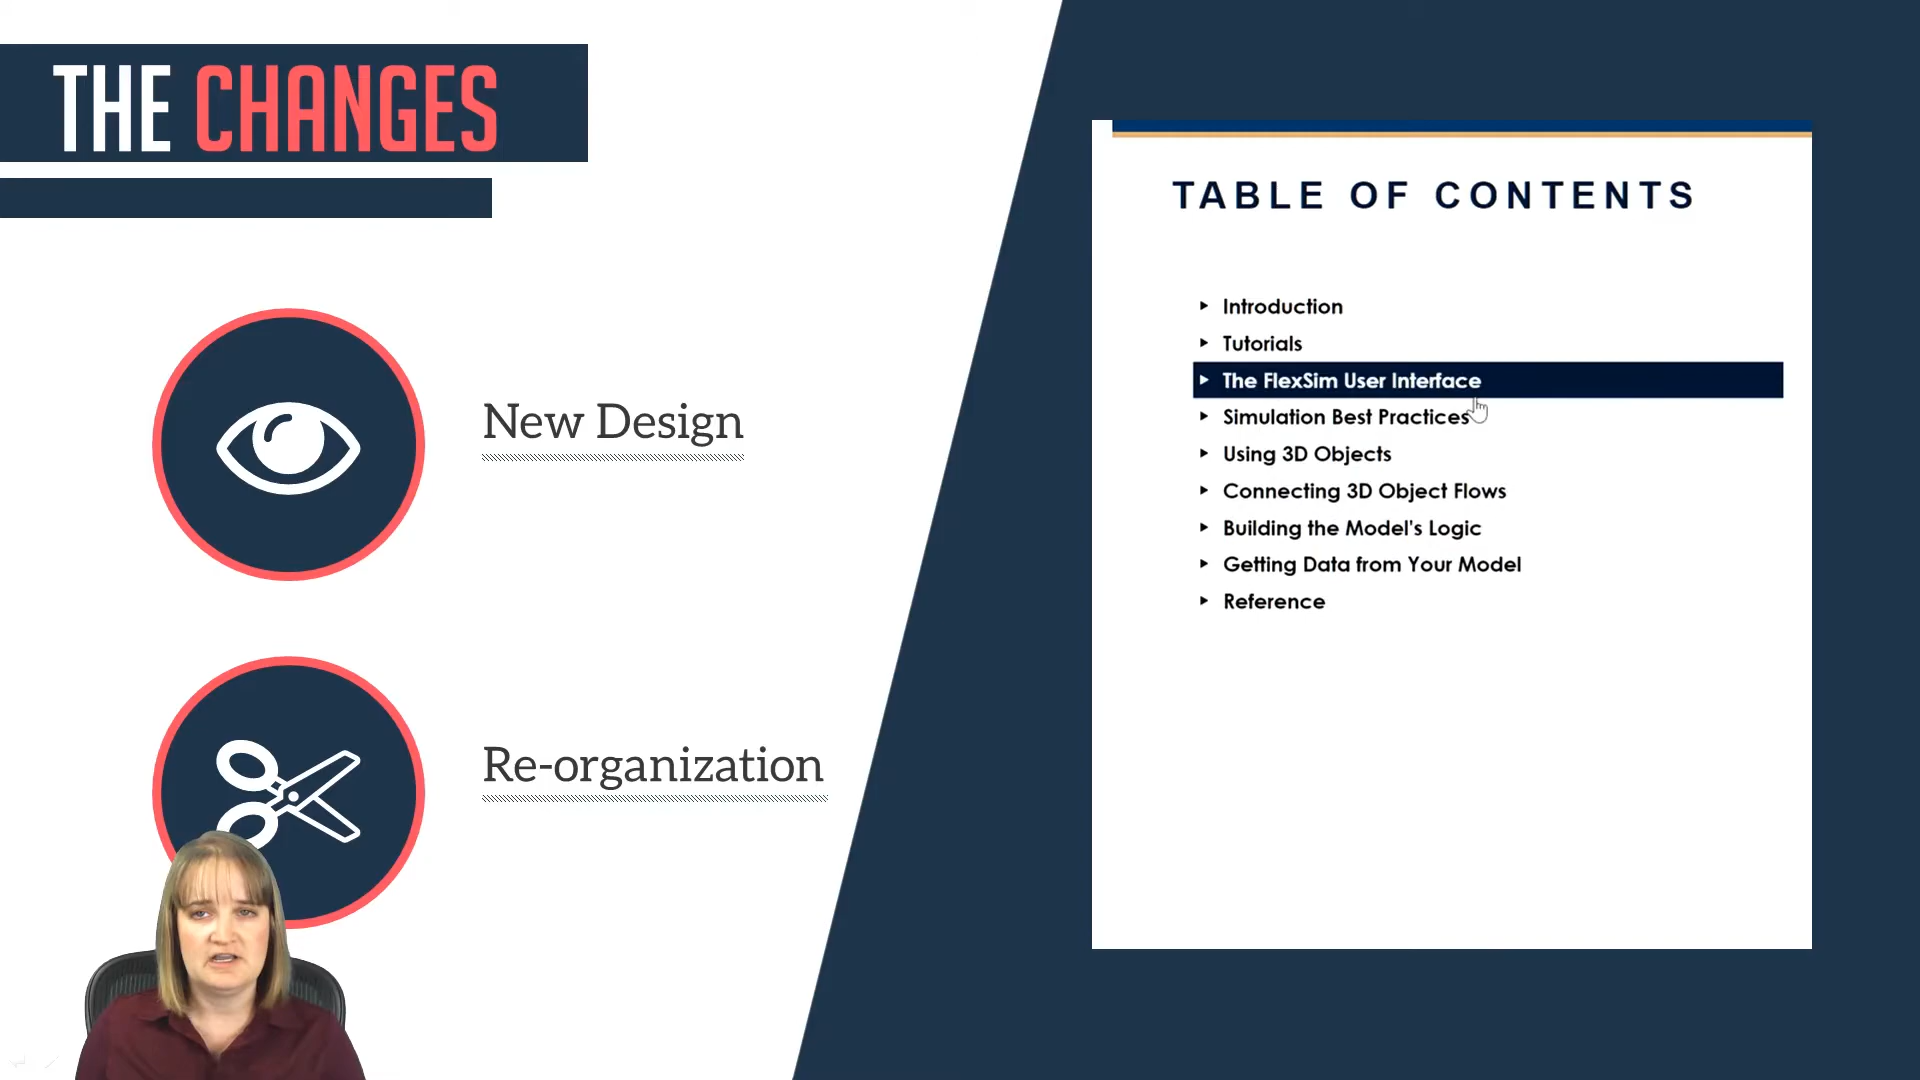 THE CHANGES
New Design
Re-organization
TABLE OF CONTENTS
Introduction
Tutorials
The FlexSim User Interface
Simulation Best Practices
Using 3D Objects
Connecting 3D Object Flows
Building the Model's Logic
Getting Data from Your Model
Reference